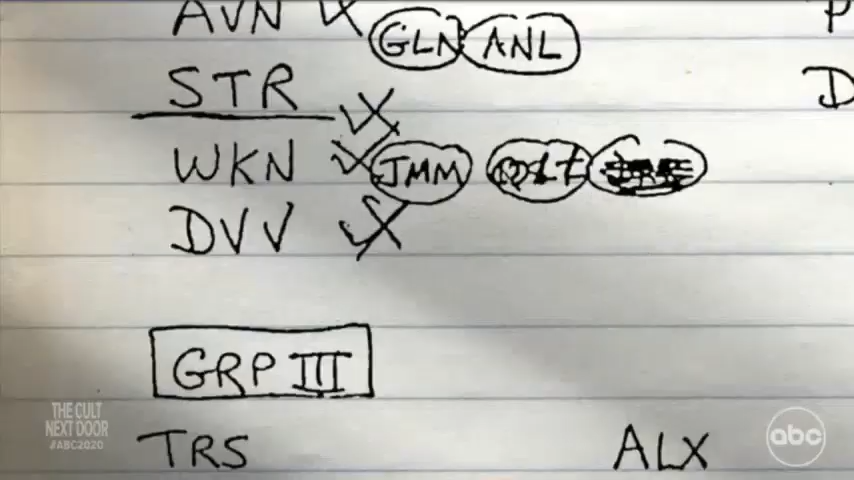 AVN GLN ANL P
STR D
WKN JMM
DVV
GRP III
TRS ALX
THE CULT
NEXT DOOR
#ABC2020
abc